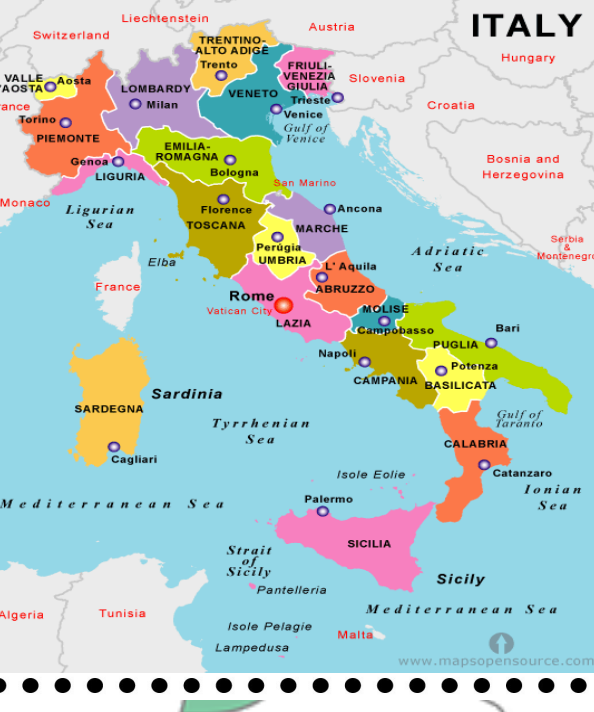 ITALY
Liechtenstein
Switzerland
Austria
Hungary
TRENTINO-
ALTO ADIGÊ
Trento
FRIULI-
VENEZIA
GIULIA
Slovenia
Trieste
Croatia
VALLE
D'AOSTA
Aosta
rance
LOMBARDY
Milan
VENETO
Venice
Gulf of
Venice
Torino
PIEMONTE
EMILIA-
ROMAGNA
Bologna
Genoa
LIGURIA
Bosnia and
Herzegovina
San Marino
Monaco
Ligurian
Sea
Florence
TOSCANA
Ancona
MARCHE
Perugia
UMBRIA
Serbia
&
Montenegro
Adriatic
Sea
Elba
L' Aquila
ABRUZZO
France
Rome
Vatican City
LAZIA
MOLISE
Campobasso
Bari
PUGLIA
Napoli
CAMPANIA
Potenza
BASILICATA
Sardinia
SARDEGNA
Tyrrhenian
Sea
Gulf of
Taranto
CALABRIA
Cagliari
Catanzaro
Isole Eolie
Ionian
Sea
Mediterranean Sea
Palermo
SICILIA
Strait
of
Sicily
Sicily
Pantelleria
Mediterranean Sea
Algeria
Tunisia
Isole Pelagie
Malta
Lampedusa
www.mapsopensource.com